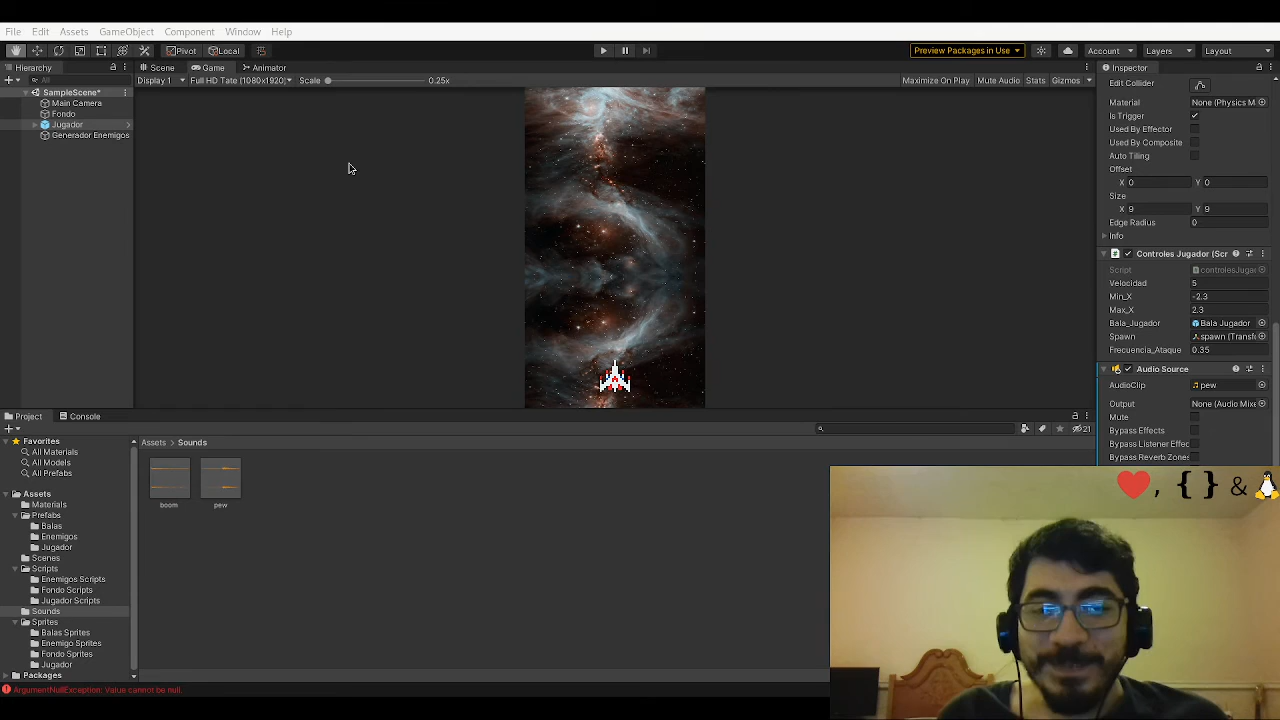 File Edit Assets GameObject Component Window Help
Pivot Local Preview Packages in Use Account Layers Layout
Hierarchy Scene Game Animator Inspector
All Display 1 Full HD Tate (1080x1920) Scale 0.25x Maximize On Play Mute Audio Stats Gizmos
SampleScene*
Main Camera
Fondo
Jugador
Generador Enemigos
Edit Collider
Material None (Physics M
Is Trigger
Used By Effector
Used By Composite
Auto Tiling
Offset
X 0 Y 0
Size
X 9 Y 9
Edge Radius 0
Info
Controles Jugador (Scr
Script controlesJuga
Velocidad 5
Min_X -2.3
Max_X 2.3
Bala_Jugador Bala Jugador
Spawn spawn (Transf
Frecuencia_Ataque 0.35
Audio Source
AudioClip pew
Output None (Audio Mixe
Mute
Bypass Effects
Bypass Listener Effec
Bypass Reverb Zones
Project Console
21
Favorites
All Materials
All Models
All Prefabs
Assets
Materials
Prefabs
Balas
Enemigos
Jugador
Scenes
Scripts
Enemigos Scripts
Fondo Scripts
Jugador Scripts
Sounds
Sprites
Balas Sprites
Enemigo Sprites
Fondo Sprites
Jugador
Packages
Assets > Sounds
boom pew
, { } &
ArgumentNullException: Value cannot be null.